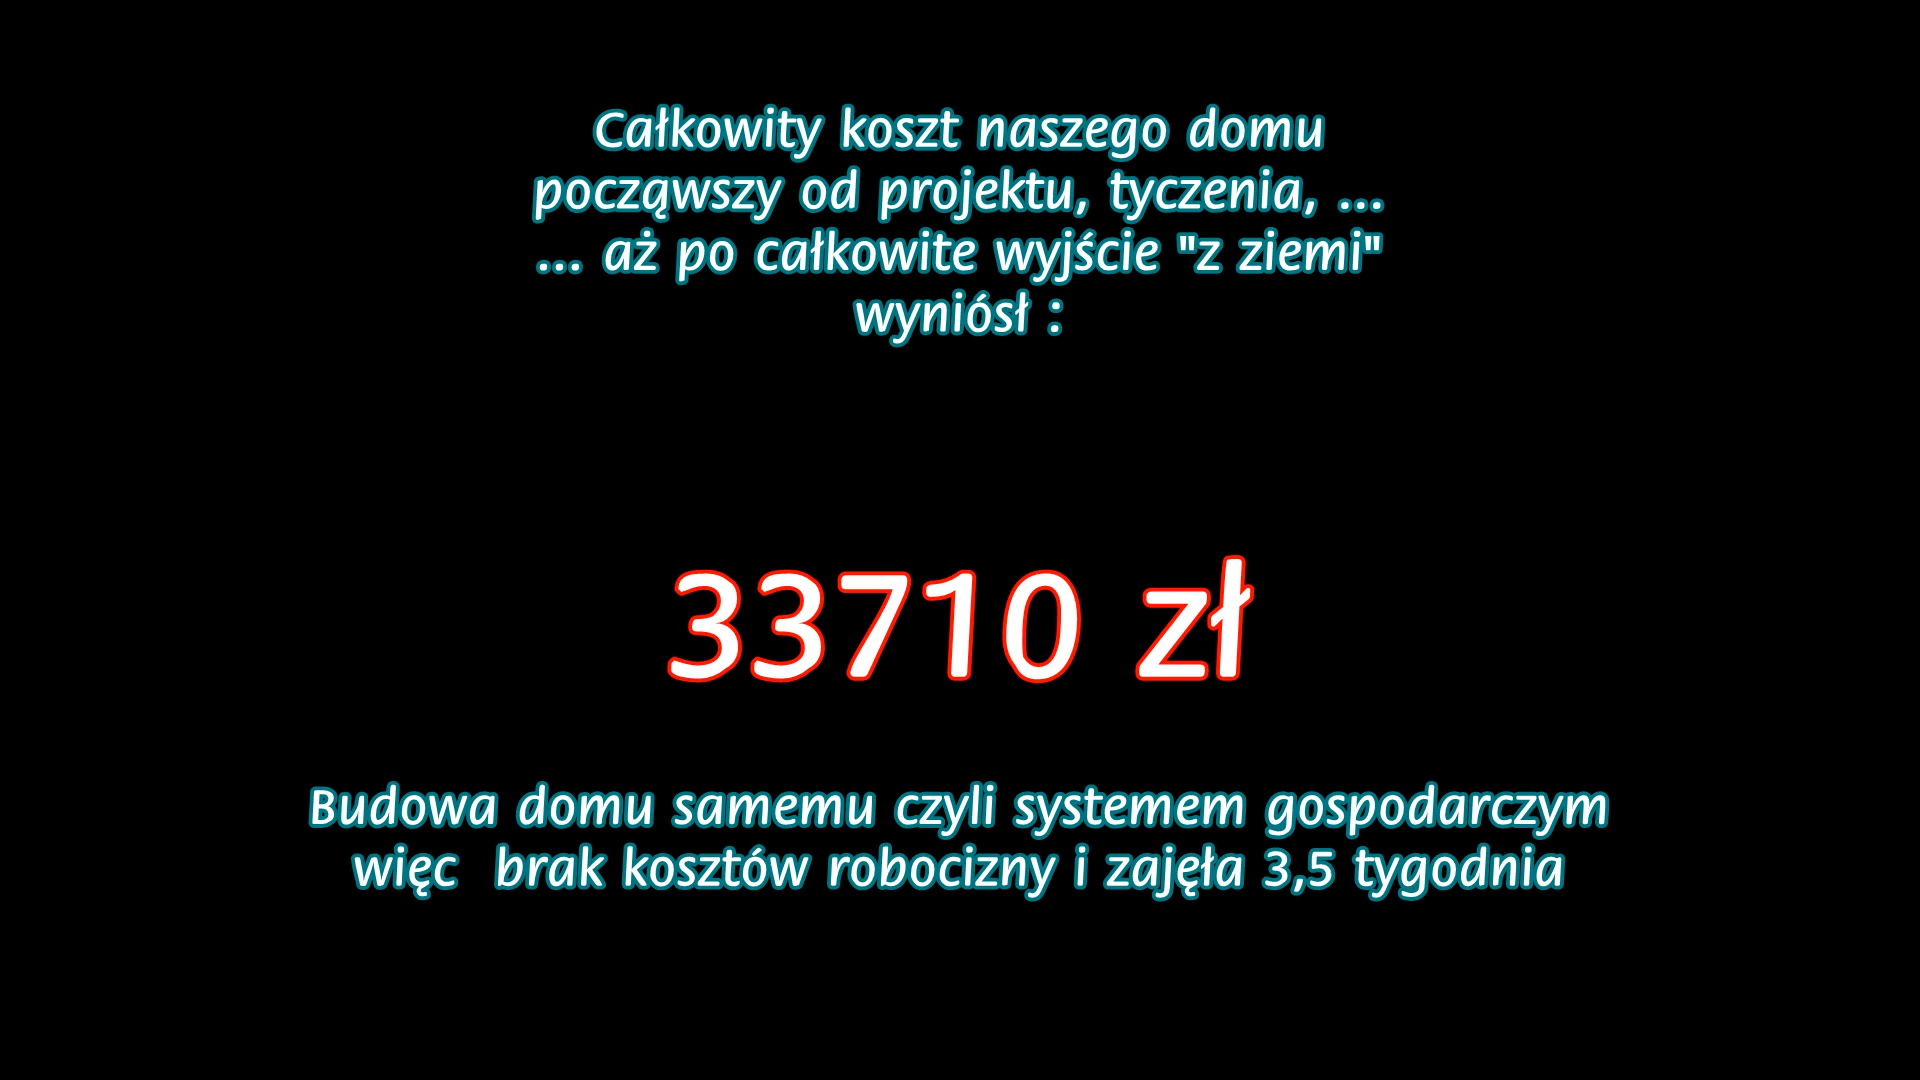 Całkowity koszt naszego domu
począwszy od projektu, tyczenia, ...
... aż po całkowite wyjście "z ziemi"
wyniósł :
33710 zł
Budowa domu samemu czyli systemem gospodarczym
więc  brak kosztów robocizny i zajęła 3,5 tygodnia